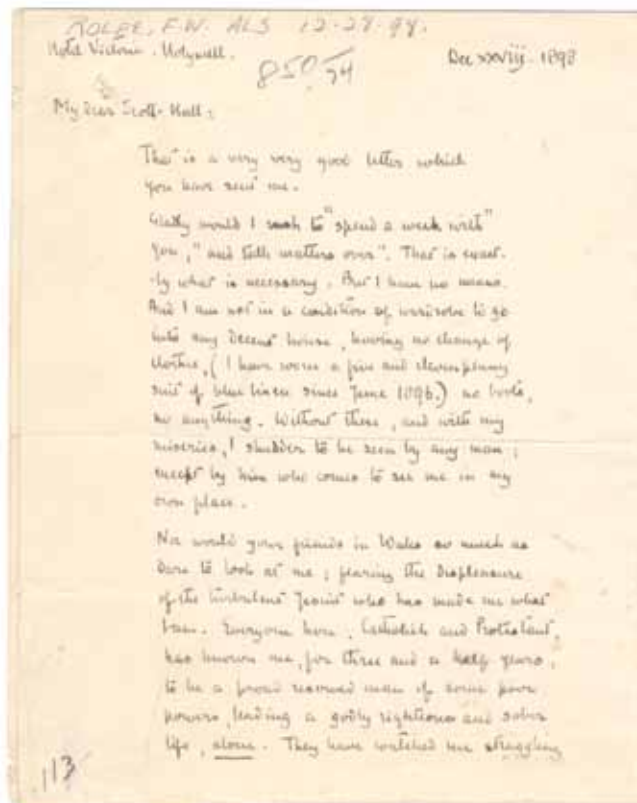 ROLFE, F.W. ALS 12-28-98.
Hotel Victoria. Holywell.
Dec xxviij. 1898
My dear Scott-Hall:
That is a very very good letter which
you have sent me.
Gladly would I rush to "spend a week with"
you, "and talk matters over". That is exact-
ly what is necessary. But I have no means.
And I am not in a condition of wardrobe to go
into any decent house, having no change of
clothes, (I have worn a five and elevenpenny
suit of blue linen since June 1896.) no boots,
no anything. Without these, and with my
miseries, I shudder to be seen by any man;
except by him who comes to see me in my
own place.
Nor would your friends in Wales so much as
dare to look at me; fearing the displeasure
of the turbulent Jesuit who has made me what
I am. Everyone here, Catholick and Protestant,
has known me, for three and a half years,
to be a proud reserved man of some poor
powers, leading a godly righteous and sober
life, alone. They have watched me struggling
113